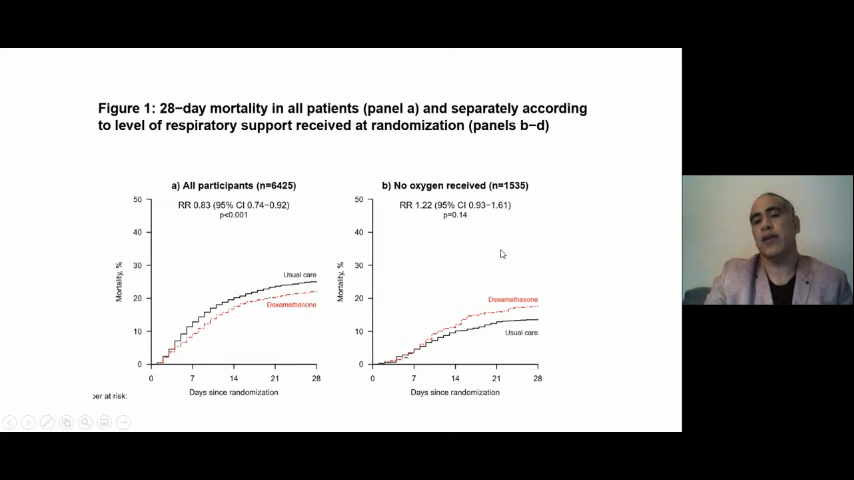 Figure 1: 28−day mortality in all patients (panel a) and separately according
to level of respiratory support received at randomization (panels b−d)
a) All participants (n=6425)
RR 0.83 (95% CI 0.74−0.92)
p<0.001
50
40
30
20
10
0
Mortality, %
Usual care
Dexamethasone
0
7
14
21
28
Days since randomization
b) No oxygen received (n=1535)
RR 1.22 (95% CI 0.93−1.61)
p=0.14
50
40
30
20
10
0
Mortality, %
Dexamethasone
Usual care
0
7
14
21
28
Days since randomization
per at risk: